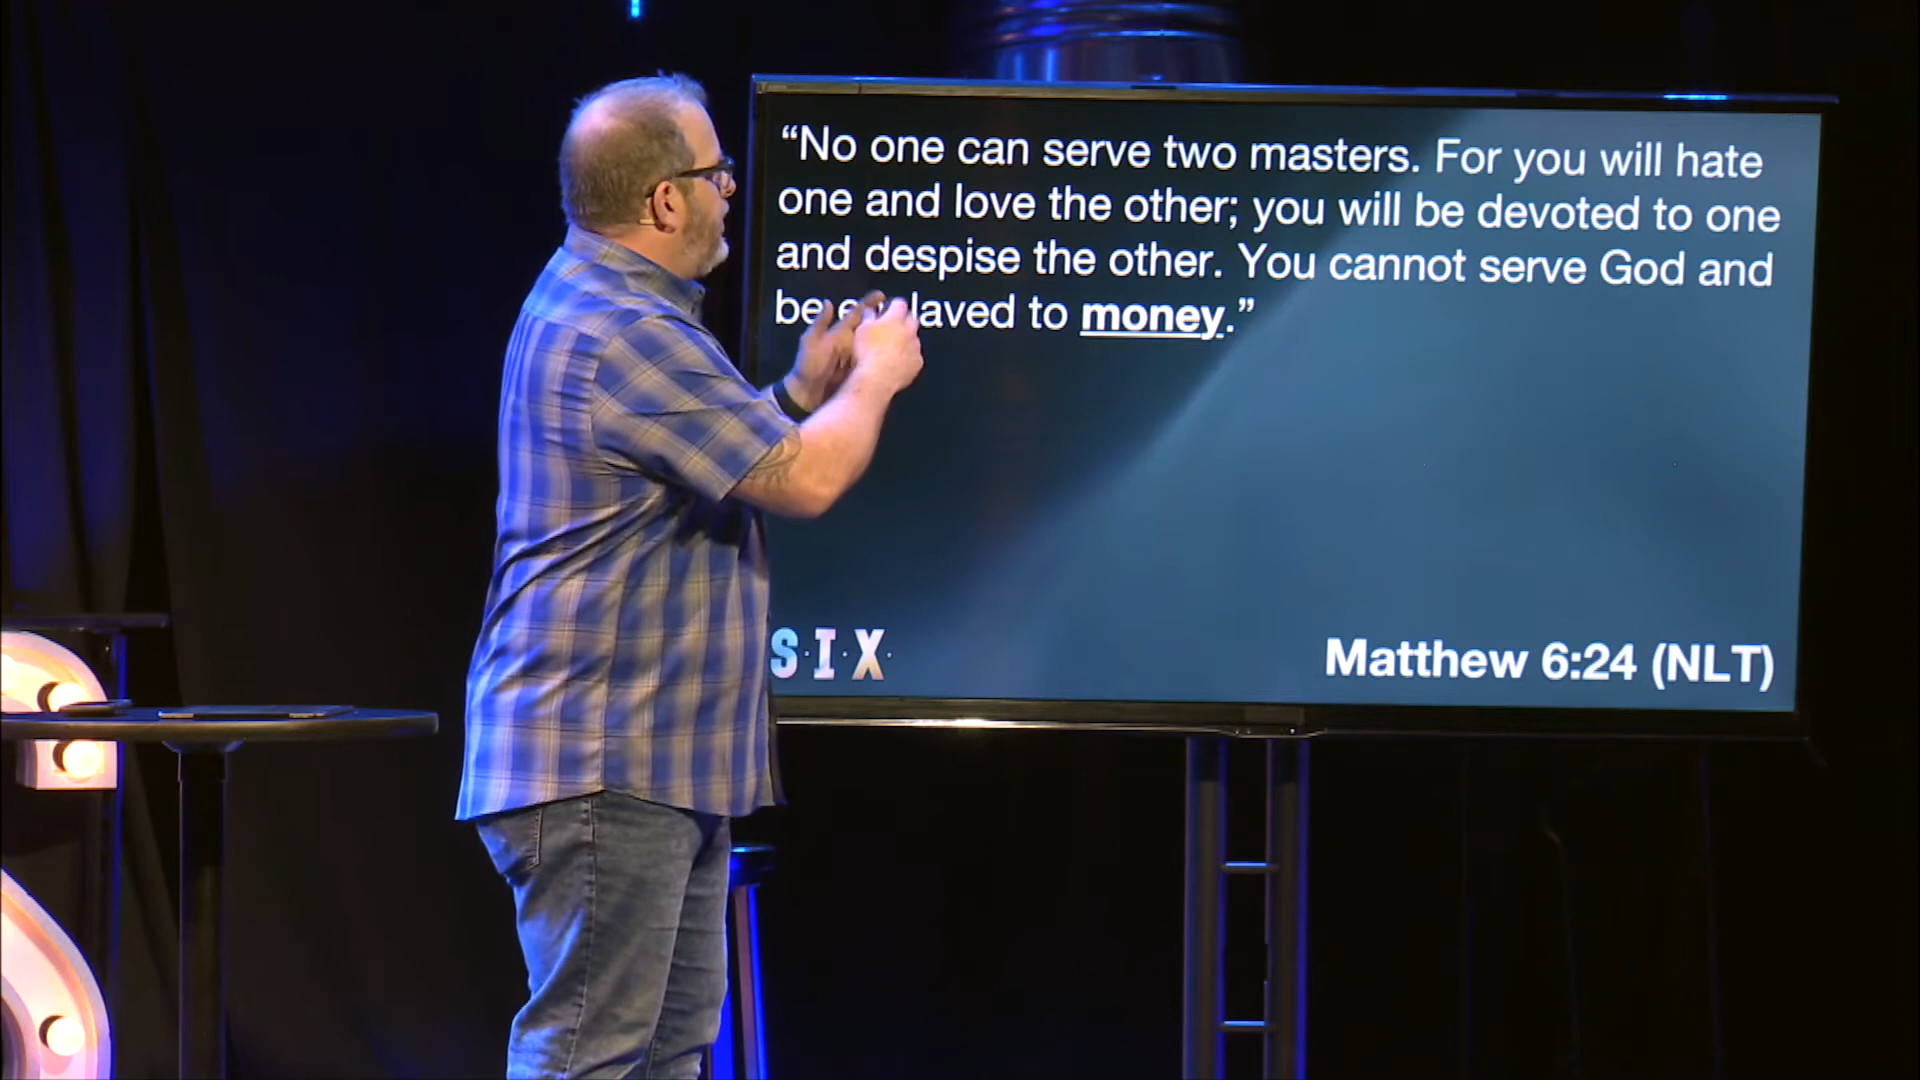 “No one can serve two masters. For you will hate
one and love the other; you will be devoted to one
and despise the other. You cannot serve God and
be enslaved to money.”
S·I·X·
Matthew 6:24 (NLT)